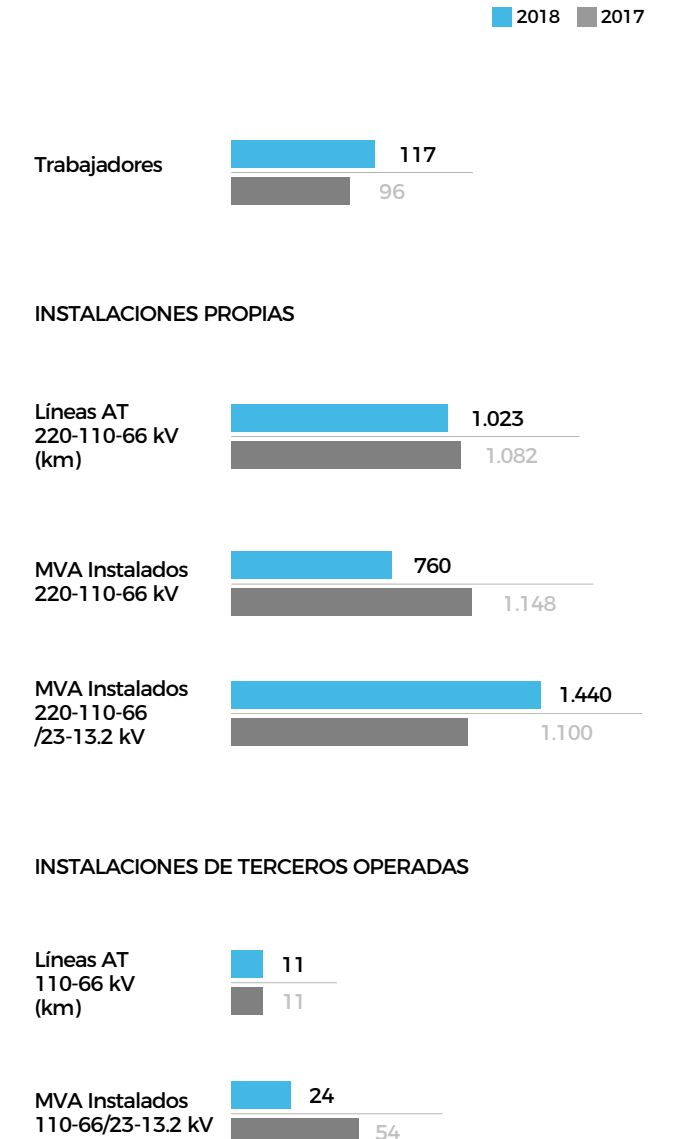 2018 2017
Trabajadores
117
96
INSTALACIONES PROPIAS
Líneas AT
220-110-66 kV
(km)
1.023
1.082
MVA Instalados
220-110-66 kV
760
1.148
MVA Instalados
220-110-66
/23-13.2 kV
1.440
1.100
INSTALACIONES DE TERCEROS OPERADAS
Líneas AT
110-66 kV
(km)
11
11
MVA Instalados
110-66/23-13.2 kV
24
54